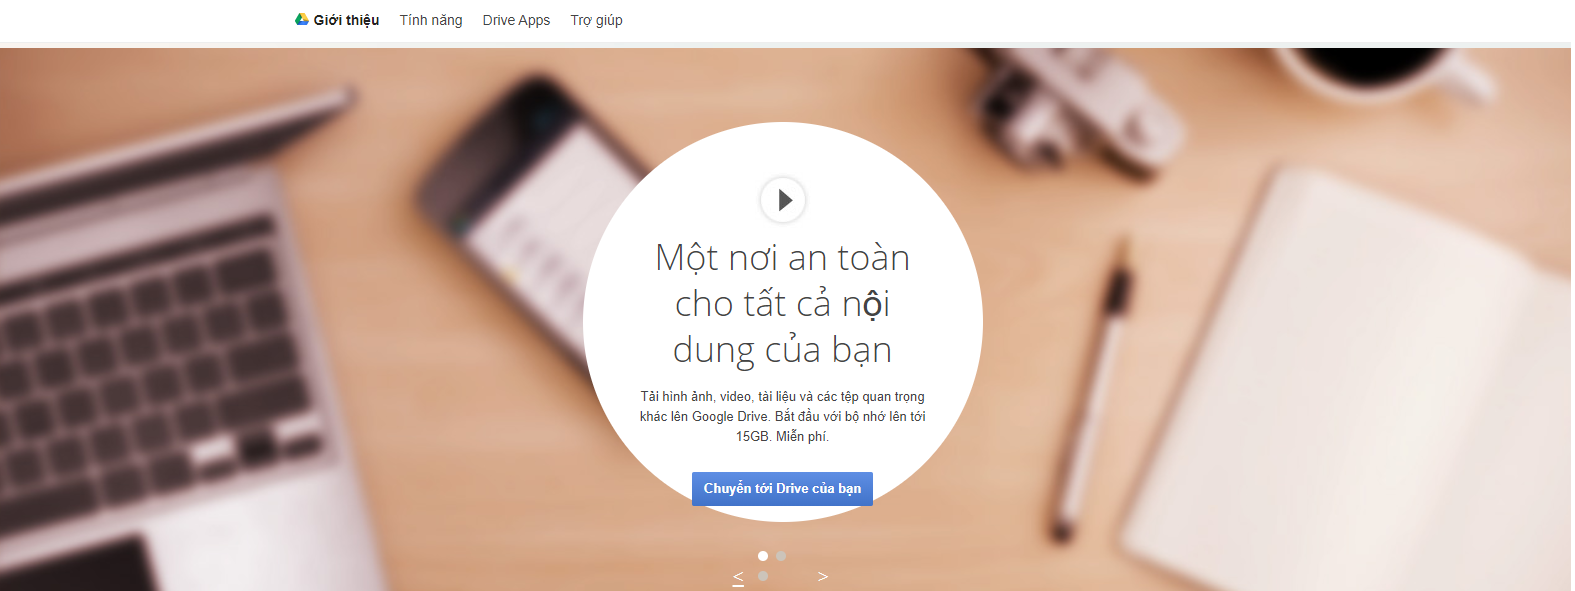 Giới thiệu Tính năng Drive Apps Trợ giúp
Một nơi an toàn
cho tất cả nội
dung của bạn
Tải hình ảnh, video, tài liệu và các tệp quan trọng
khác lên Google Drive. Bắt đầu với bộ nhớ lên tới
15GB. Miễn phí.
Chuyển tới Drive của bạn
< >